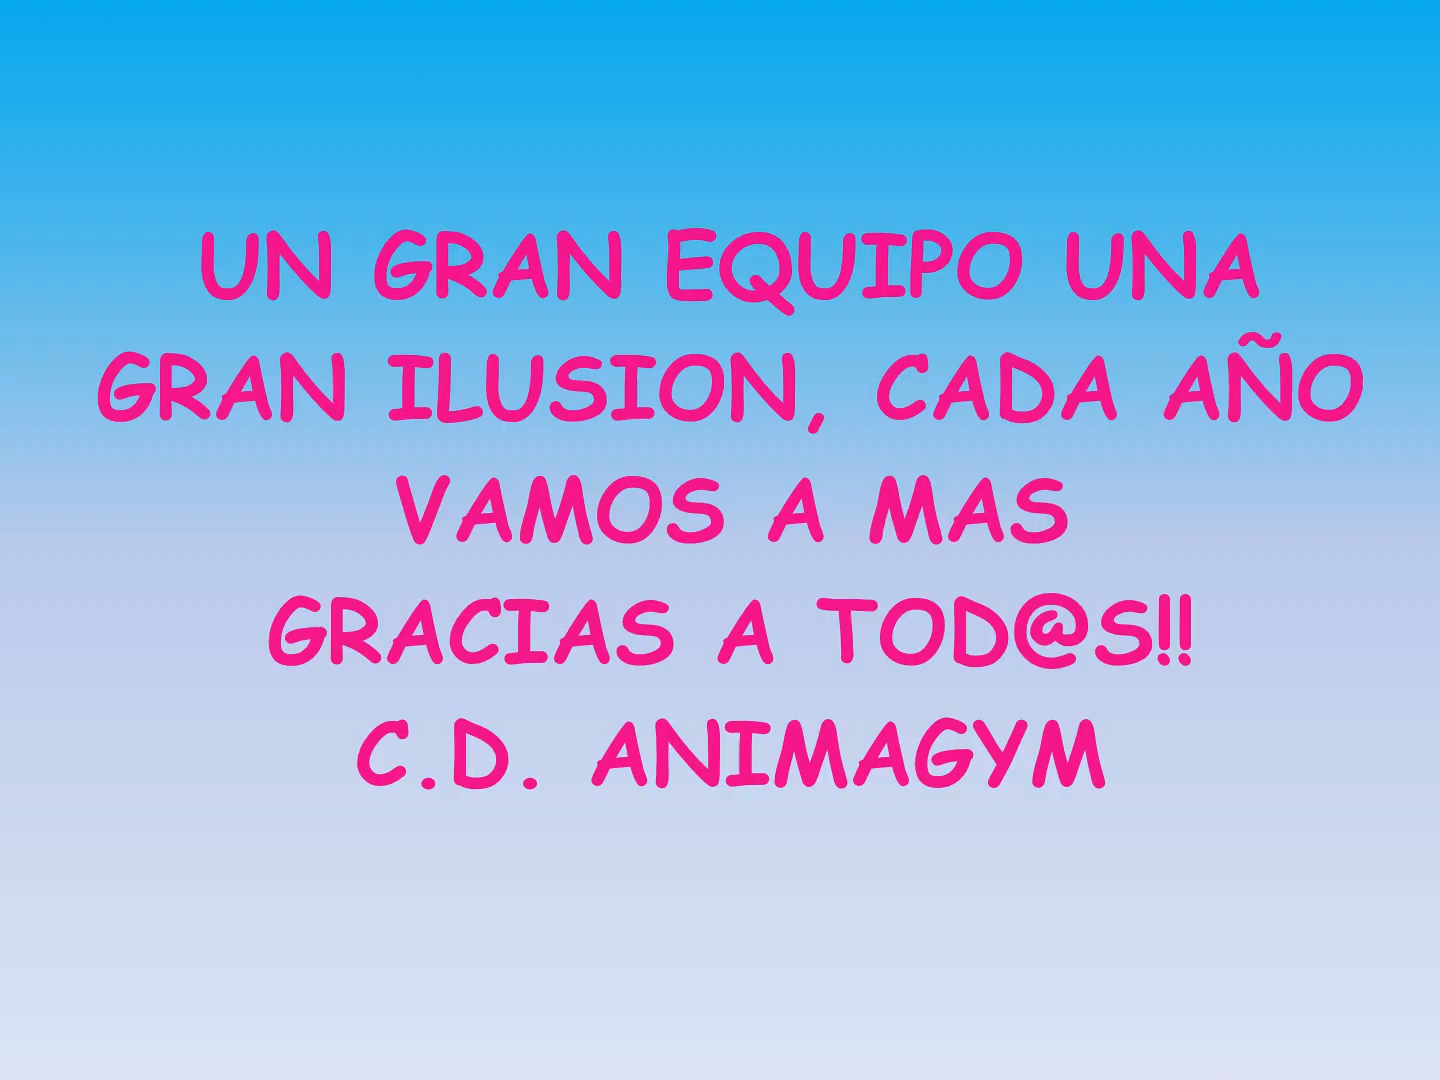 UN GRAN EQUIPO UNA
GRAN ILUSION, CADA AÑO
VAMOS A MAS
GRACIAS A TOD@S!!
C.D. ANIMAGYM